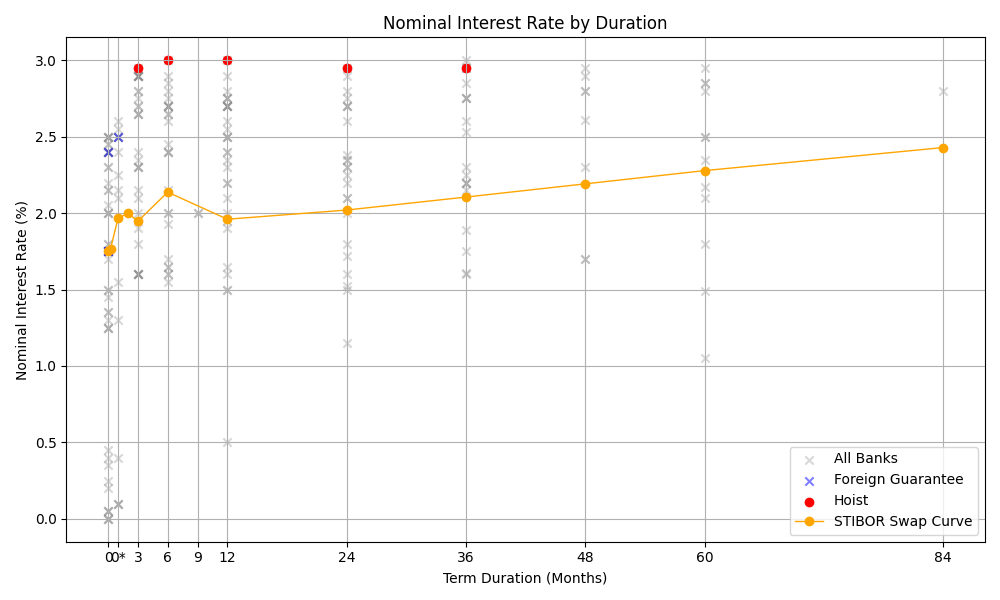 Nominal Interest Rate by Duration
Nominal Interest Rate (%)
3.0
2.5
2.0
1.5
1.0
0.5
0.0
0 0* 3 6 9 12 24 36 48 60 84
Term Duration (Months)
All Banks
Foreign Guarantee
Hoist
STIBOR Swap Curve